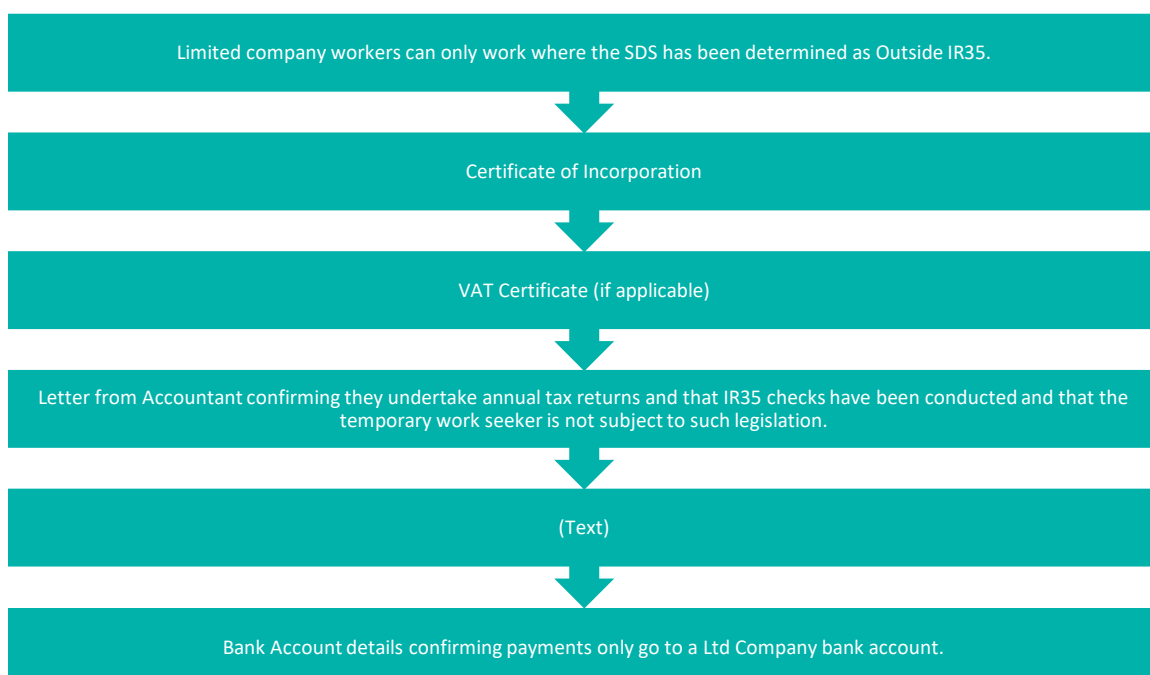 Limited company workers can only work where the SDS has been determined as Outside IR35.
Certificate of Incorporation
VAT Certificate (if applicable)
Letter from Accountant confirming they undertake annual tax returns and that IR35 checks have been conducted and that the
temporary work seeker is not subject to such legislation.
(Text)
Bank Account details confirming payments only go to a Ltd Company bank account.